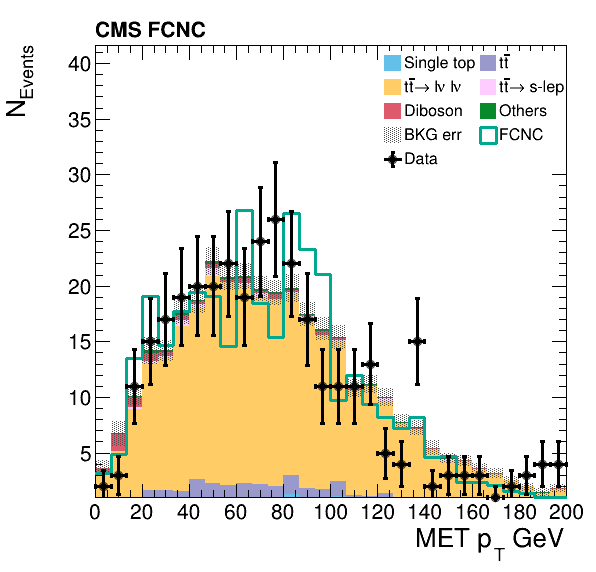 CMS FCNC
N_Events
40
35
30
25
20
15
10
5
Single top
tt̄
tt̄→ lν lν
tt̄→ s-lep
Diboson
Others
BKG err
FCNC
Data
0 20 40 60 80 100 120 140 160 180 200
MET p_T GeV